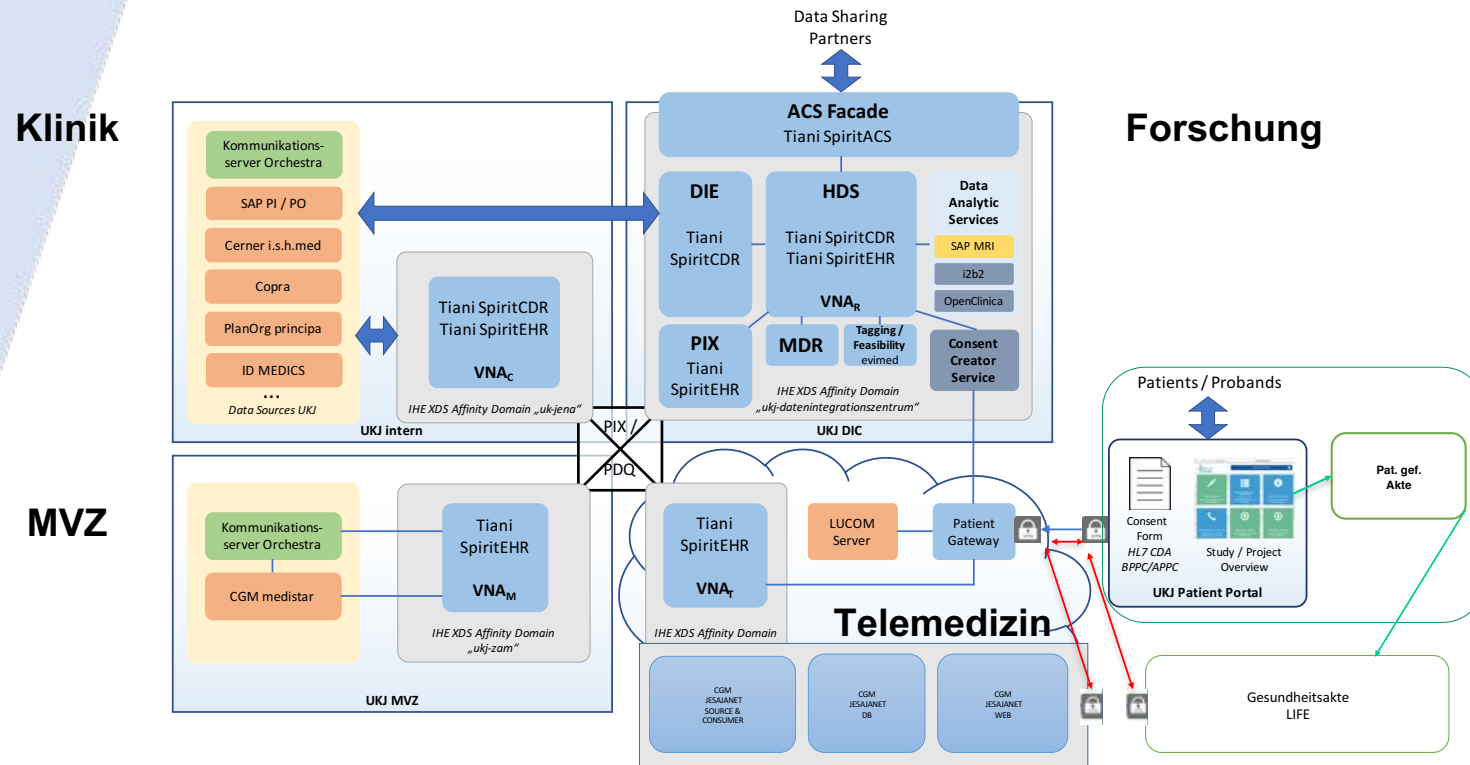 Data Sharing
Partners
Klinik
Forschung
Kommunikations-
server Orchestra
SAP PI / PO
Cerner i.s.h.med
Copra
PlanOrg principa
ID MEDICS
...
Data Sources UKJ
Tiani SpiritCDR
Tiani SpiritEHR
VNAC
IHE XDS Affinity Domain „uk-jena“
UKJ intern
ACS Facade
Tiani SpiritACS
DIE
Tiani
SpiritCDR
HDS
Tiani SpiritCDR
Tiani SpiritEHR
VNAR
Data
Analytic
Services
SAP MRI
i2b2
OpenClinica
PIX
Tiani
SpiritEHR
MDR
Tagging /
Feasibility
evimed
Consent
Creator
Service
IHE XDS Affinity Domain
„ukj-datenintegrationszentrum“
UKJ DIC
PIX /
PDQ
MVZ
Kommunikations-
server Orchestra
CGM medistar
Tiani
SpiritEHR
VNAM
IHE XDS Affinity Domain
„ukj-zam“
UKJ MVZ
Tiani
SpiritEHR
VNAT
IHE XDS Affinity Domain
LUCOM
Server
Patient
Gateway
Telemedizin
CGM
JESAJANET
SOURCE &
CONSUMER
CGM
JESAJANET
DB
CGM
JESAJANET
WEB
Patients / Probands
Consent
Form
HL7 CDA
BPPC/APPC
Study / Project
Overview
UKJ Patient Portal
Pat. gef.
Akte
Gesundheitsakte
LIFE